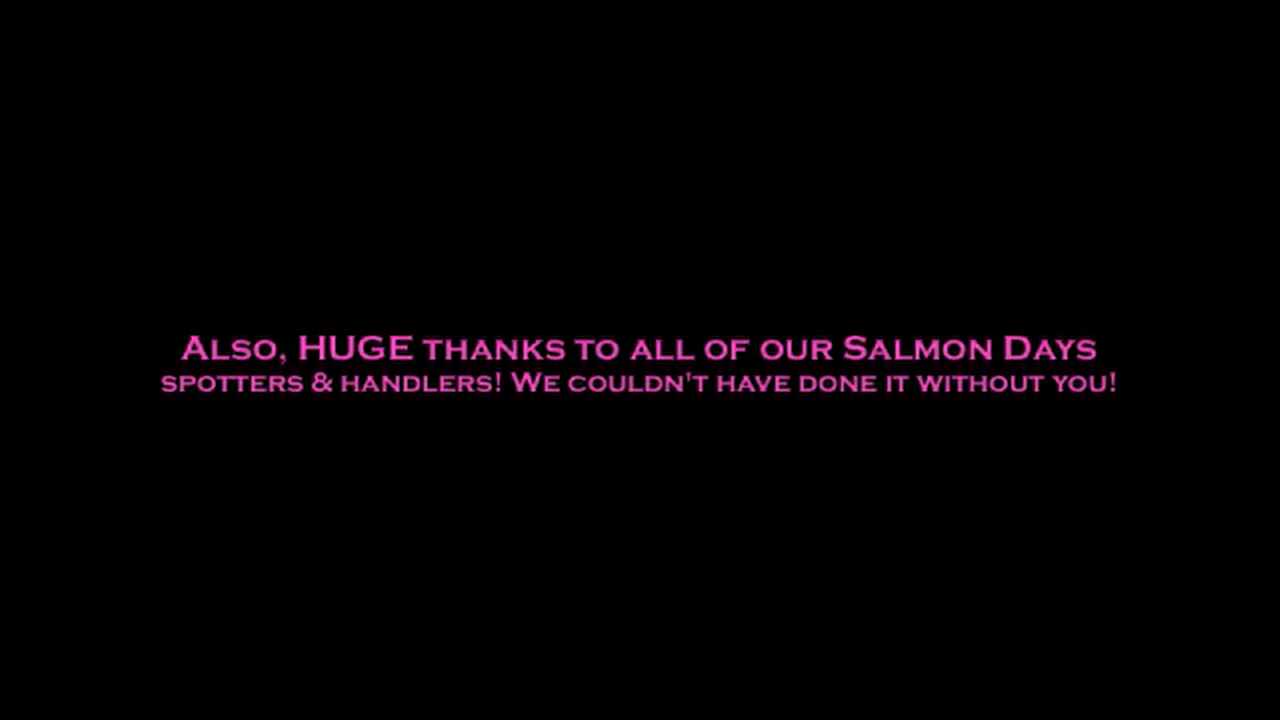 Also, HUGE thanks to all of our Salmon Days
spotters & handlers! We couldn't have done it without you!